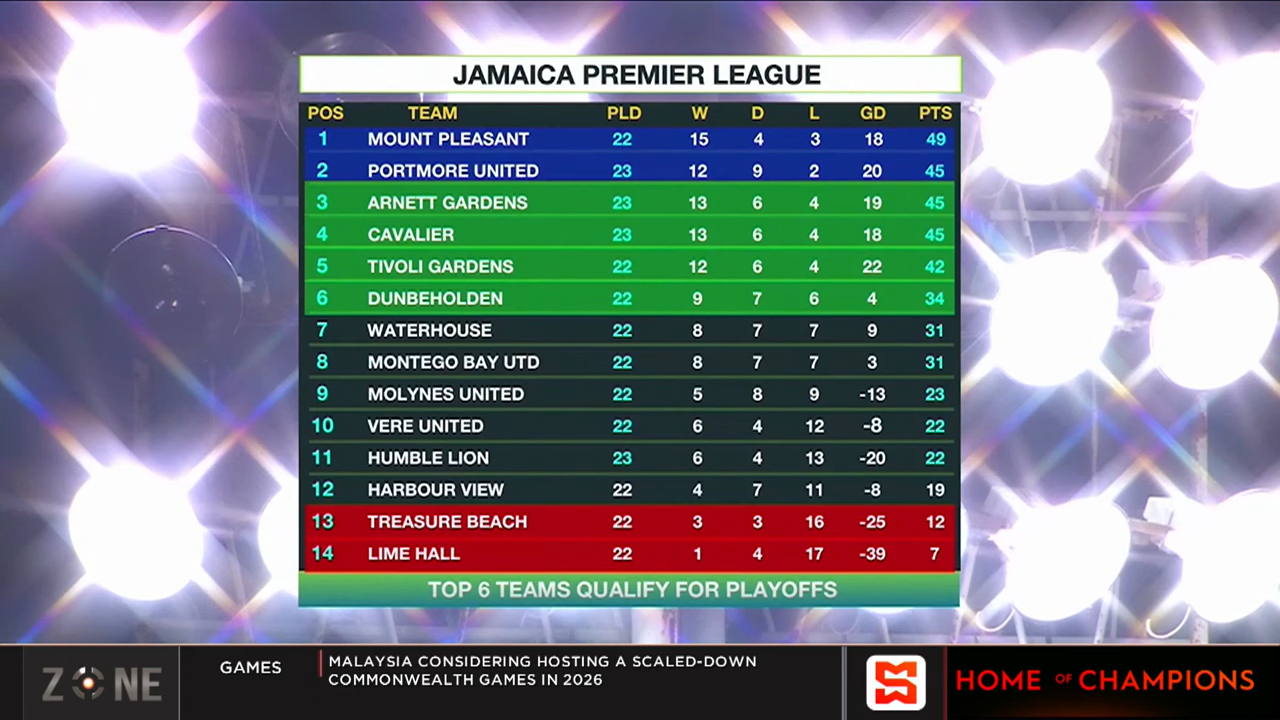 JAMAICA PREMIER LEAGUE
POS TEAM PLD W D L GD PTS
1 MOUNT PLEASANT 22 15 4 3 18 49
2 PORTMORE UNITED 23 12 9 2 20 45
3 ARNETT GARDENS 23 13 6 4 19 45
4 CAVALIER 23 13 6 4 18 45
5 TIVOLI GARDENS 22 12 6 4 22 42
6 DUNBEHOLDEN 22 9 7 6 4 34
7 WATERHOUSE 22 8 7 7 9 31
8 MONTEGO BAY UTD 22 8 7 7 3 31
9 MOLYNES UNITED 22 5 8 9 -13 23
10 VERE UNITED 22 6 4 12 -8 22
11 HUMBLE LION 23 6 4 13 -20 22
12 HARBOUR VIEW 22 4 7 11 -8 19
13 TREASURE BEACH 22 3 3 16 -25 12
14 LIME HALL 22 1 4 17 -39 7
TOP 6 TEAMS QUALIFY FOR PLAYOFFS
ZONE
GAMES
MALAYSIA CONSIDERING HOSTING A SCALED-DOWN
COMMONWEALTH GAMES IN 2026
HOME OF CHAMPIONS